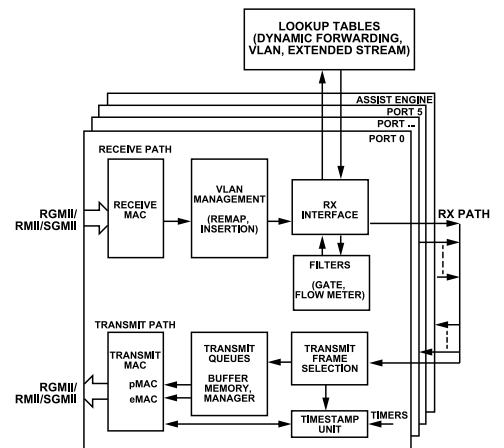 LOOKUP TABLES
(DYNAMIC FORWARDING,
VLAN, EXTENDED STREAM)
ASSIST ENGINE
PORT 5
PORT ...
PORT 0
RECEIVE PATH
RECEIVE
MAC
VLAN
MANAGEMENT
(REMAP,
INSERTION)
RX
INTERFACE
RGMII/
RMII/SGMII
RX PATH
FILTERS
(GATE,
FLOW METER)
TRANSMIT PATH
TRANSMIT
MAC
pMAC
eMAC
TRANSMIT
QUEUES
BUFFER
MEMORY,
MANAGER
TRANSMIT
FRAME
SELECTION
RGMII/
RMII/SGMII
TIMESTAMP
UNIT
TIMERS